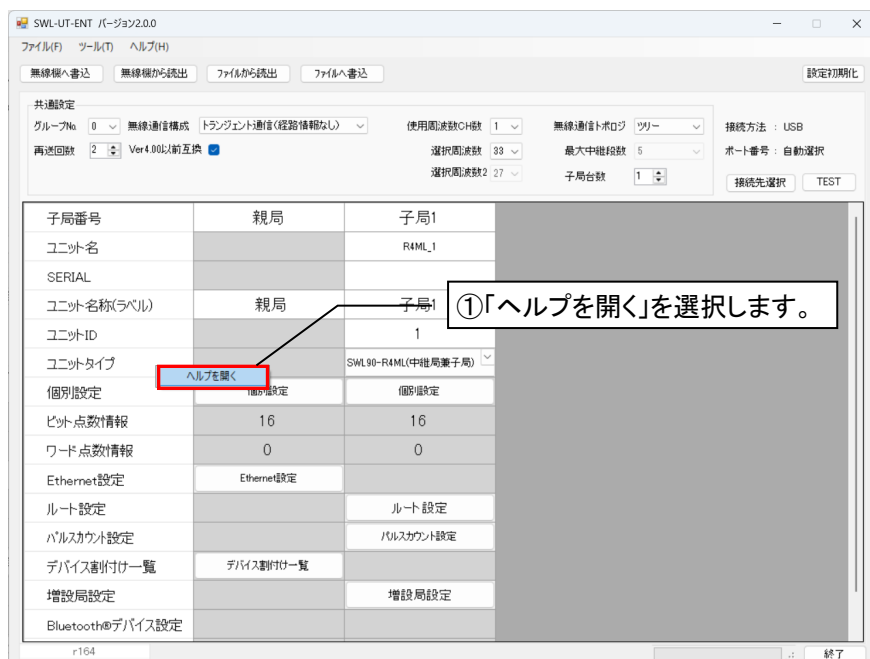 SWL-UT-ENT バージョン2.0.0
ファイル(F) ツール(T) ヘルプ(H)
無線機へ書込 無線機から読出 ファイルから読出 ファイルへ書込 設定初期化
共通設定
グループNo. 0 無線通信構成 トランジェント通信(経路情報なし) 使用周波数CH数 1 無線通信トポロジ ツリー 接続方法 : USB
再送回数 2 Ver4.00以前互換 選択周波数 33 最大中継段数 5 ポート番号 : 自動選択
選択周波数2 27 子局台数 1 接続先選択 TEST
子局番号 親局 子局1
ユニット名 R4ML_1
SERIAL
ユニット名称(ラベル) 親局 子局1
①「ヘルプを開く」を選択します。
ユニットID 1
ユニットタイプ SWL90-R4ML(中継局兼子局)
ヘルプを開く
個別設定 個別設定 個別設定
ビット点数情報 16 16
ワード点数情報 0 0
Ethernet設定 Ethernet設定
ルート設定 ルート設定
パルスカウント設定 パルスカウント設定
デバイス割付け一覧 デバイス割付け一覧
増設局設定 増設局設定
Bluetooth®デバイス設定
r164 終了